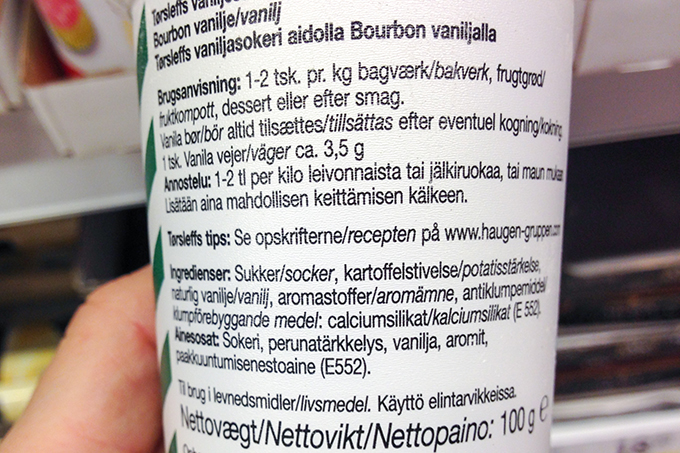 Tørsleffs vaniljesukker
Bourbon vanilje/vanilj
Tørsleffs vaniljasokeri aidolla Bourbon vaniljalla
Brugsanvisning: 1-2 tsk. pr. kg bagværk/bakverk, frugtgrød/
fruktkompott, dessert eller efter smag.
Vanila bør/bör altid tilsættes/tillsättas efter eventuel kogning/kokning.
1 tsk. Vanila vejer/väger ca. 3,5 g
Annostelu: 1-2 tl per kilo leivonnaista tai jälkiruokaa, tai maun mukaan
Lisätään aina mahdollisen keittämisen kälkeen.
Tørsleffs tips: Se opskrifterne/recepten på www.haugen-gruppen.com
Ingredienser: Sukker/socker, kartoffelstivelse/potatisstärkelse,
naturlig vanilje/vanilj, aromastoffer/aromämne, antiklumpemiddel/
klumpförebyggande medel: calciumsilikat/kalciumsilikat (E 552).
Ainesosat: Sokeri, perunatärkkelys, vanilja, aromit,
paakkuuntumisenestoaine (E552).
Til brug i levnedsmidler/livsmedel. Käyttö elintarvikkeissa.
Nettovægt/Nettovikt/Nettopaino: 100 g e